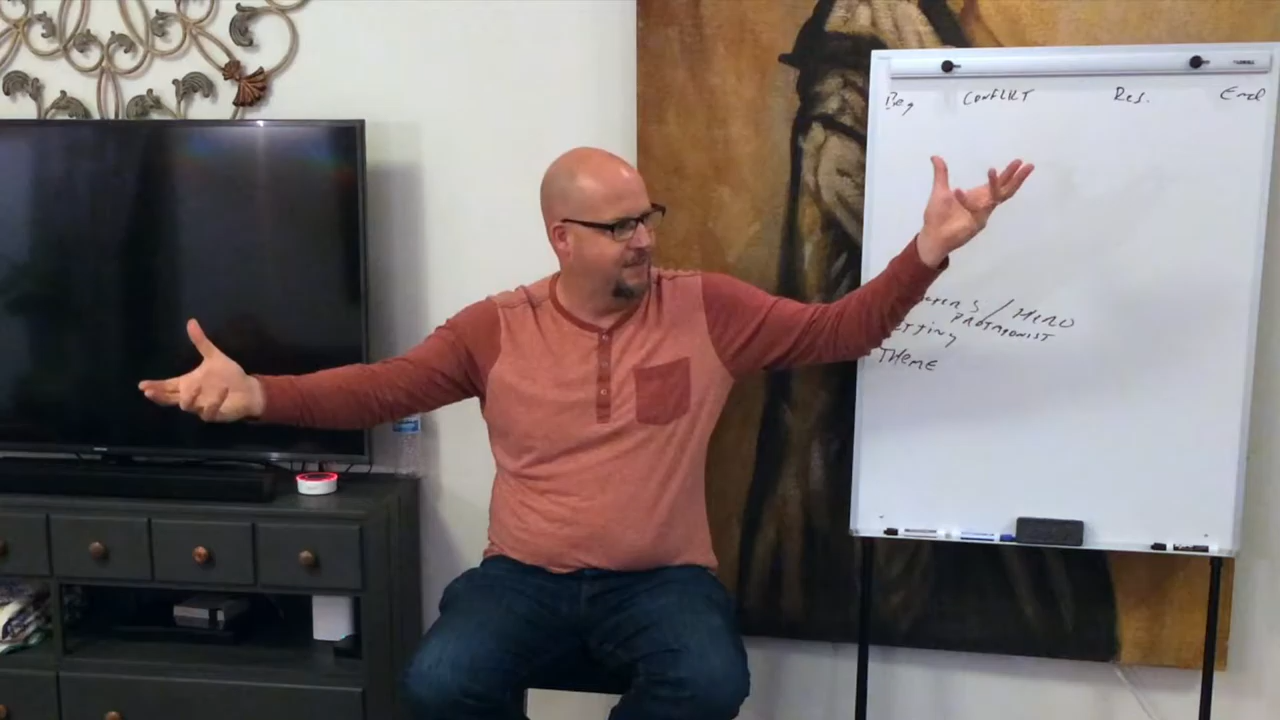 Beg CONFLICT Res. End
/ HERO
PROTAGONIST
THEME